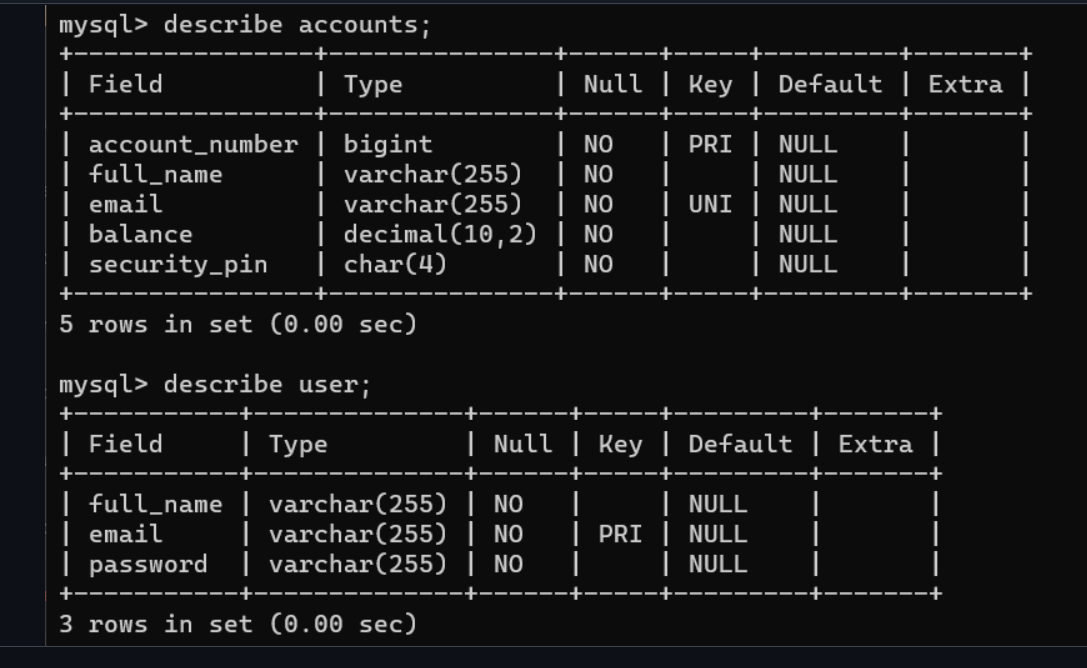 mysql> describe accounts;
+----------------+---------------+------+-----+---------+-------+
| Field          | Type          | Null | Key | Default | Extra |
+----------------+---------------+------+-----+---------+-------+
| account_number | bigint        | NO   | PRI | NULL    |       |
| full_name      | varchar(255)  | NO   |     | NULL    |       |
| email          | varchar(255)  | NO   | UNI | NULL    |       |
| balance        | decimal(10,2) | NO   |     | NULL    |       |
| security_pin   | char(4)       | NO   |     | NULL    |       |
+----------------+---------------+------+-----+---------+-------+
5 rows in set (0.00 sec)

mysql> describe user;
+-----------+--------------+------+-----+---------+-------+
| Field     | Type         | Null | Key | Default | Extra |
+-----------+--------------+------+-----+---------+-------+
| full_name | varchar(255) | NO   |     | NULL    |       |
| email     | varchar(255) | NO   | PRI | NULL    |       |
| password  | varchar(255) | NO   |     | NULL    |       |
+-----------+--------------+------+-----+---------+-------+
3 rows in set (0.00 sec)